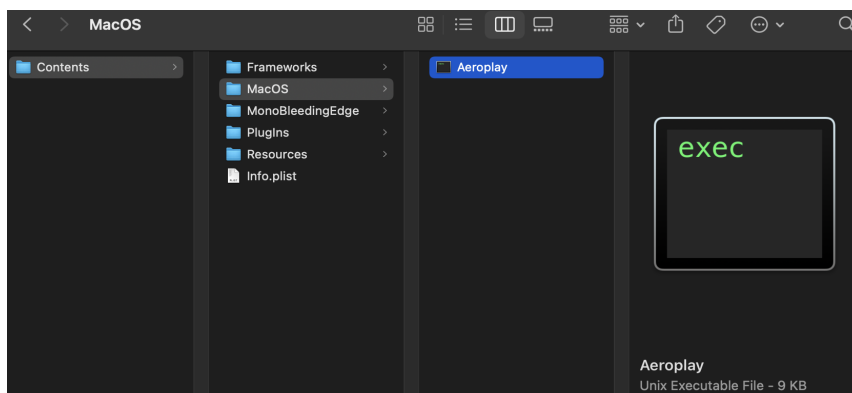 MacOS
Contents
Frameworks
MacOS
MonoBleedingEdge
PlugIns
Resources
Info.plist
Aeroplay
exec
Aeroplay
Unix Executable File - 9 KB